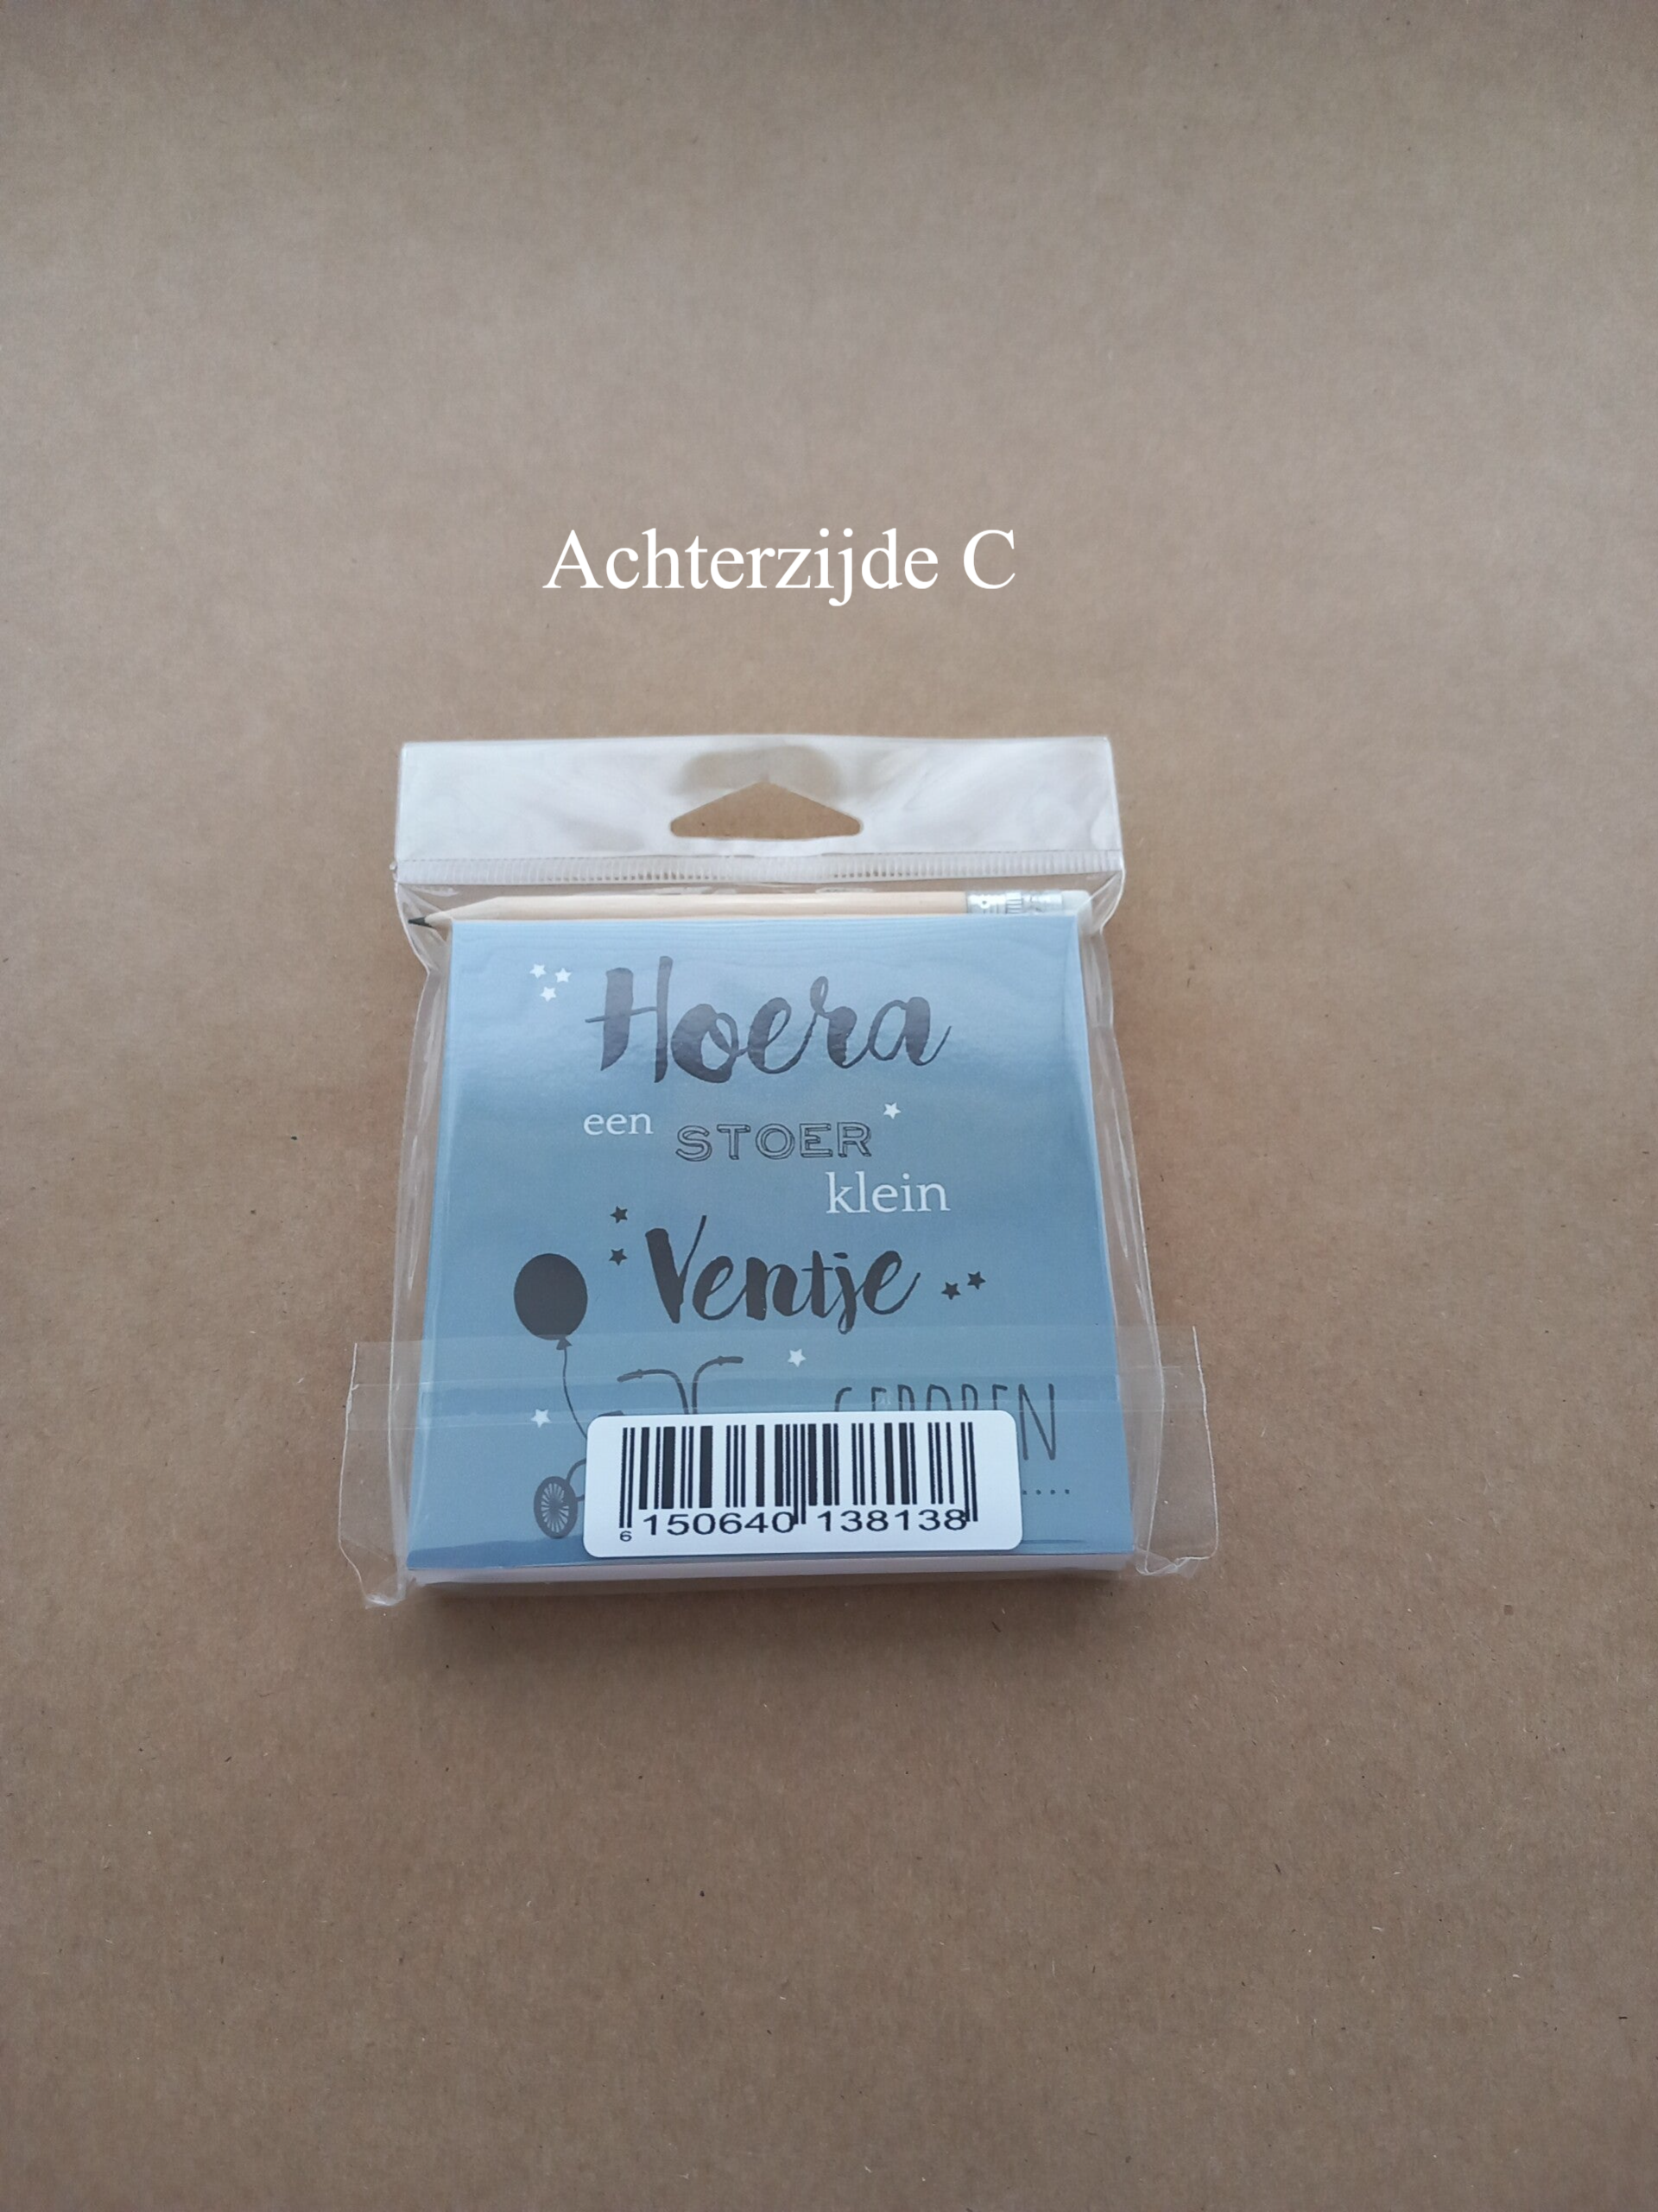 Achterzijde C
Hoera
een STOER
klein
Ventje
6 150640 138138